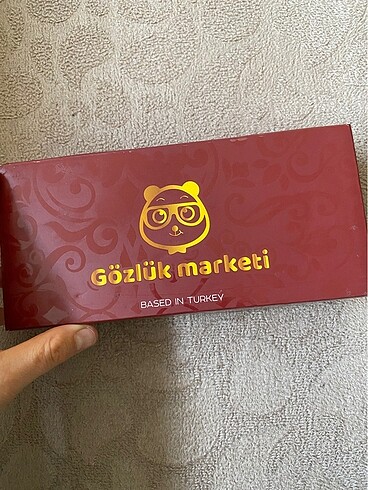 Gözlük marketi
BASED IN TURKEY